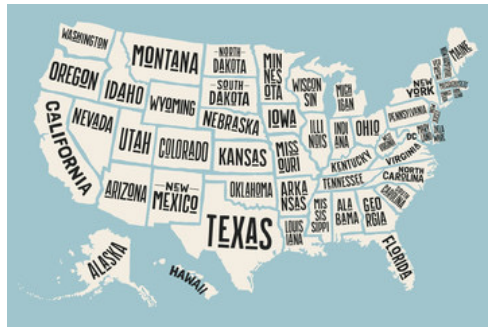 WASHINGTON
OREGON
CALIFORNIA
NEVADA
IDAHO
MONTANA
WYOMING
UTAH
COLORADO
ARIZONA
NEW
MEXICO
NORTH
DAKOTA
SOUTH
DAKOTA
NEBRASKA
KANSAS
OKLAHOMA
TEXAS
MIN
NES
OTA
IOWA
MISS
OURI
ARKA
NSAS
LOUIS
IANA
WISCON
SIN
ILLI
NOIS
MICH
IGAN
INDI
ANA
OHIO
KENTUCKY
TENNESSEE
MIS
SIS
SIPPI
ALA
BAMA
GEO
RGIA
FLORIDA
SOUTH
CAROLINA
NORTH
CAROLINA
VIRGINIA
DC
PENNSYLVANIA
NEW
YORK
MAINE
ALASKA
HAWAII